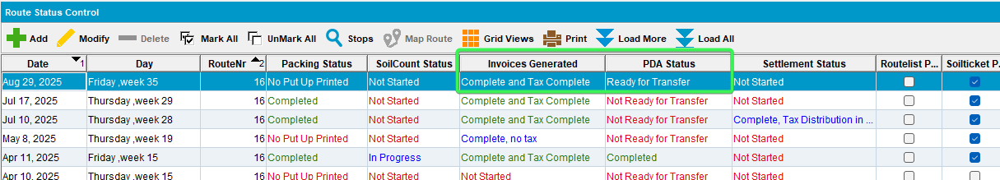 Route Status Control
Add Modify Delete Mark All UnMark All Stops Map Route Grid Views Print Load More Load All
Date 1 Day RouteNr 2 Packing Status SoilCount Status Invoices Generated PDA Status Settlement Status Routelist P... Soilticket P...
Aug 29, 2025 Friday ,week 35 16 No Put Up Printed Not Started Complete and Tax Complete Ready for Transfer Not Started
Jul 17, 2025 Thursday ,week 29 16 Completed Not Started Complete and Tax Complete Not Ready for Transfer Not Started
Jul 10, 2025 Thursday ,week 28 16 Completed Not Started Complete and Tax Complete Not Ready for Transfer Complete, Tax Distribution in ...
May 8, 2025 Thursday ,week 19 16 No Put Up Printed Not Started Complete, no tax Not Ready for Transfer Not Started
Apr 11, 2025 Friday ,week 15 16 Completed In Progress Complete and Tax Complete Completed Not Started
Apr 10, 2025 Thursday ,week 15 16 No Put Up Printed Not Started Not Started Not Ready for Transfer Not Started